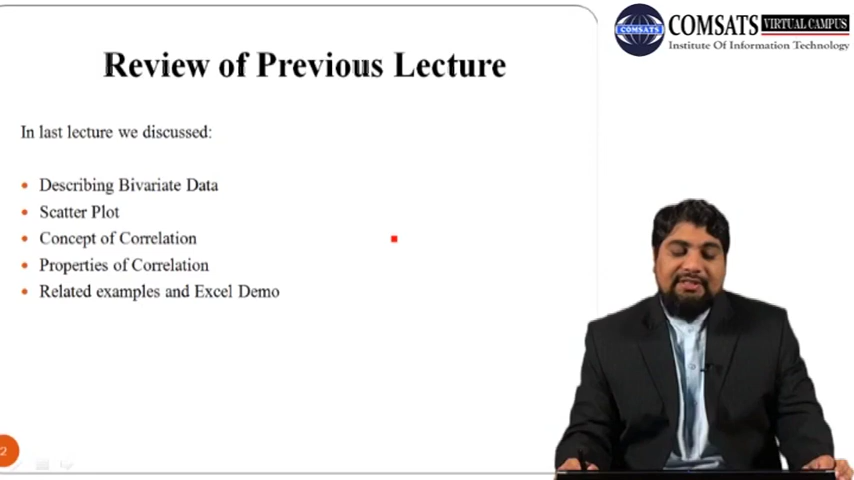 Review of Previous Lecture
In last lecture we discussed:
Describing Bivariate Data
Scatter Plot
Concept of Correlation
Properties of Correlation
Related examples and Excel Demo
2
COMSATS
COMSATS VIRTUAL CAMPUS
Institute Of Information Technology